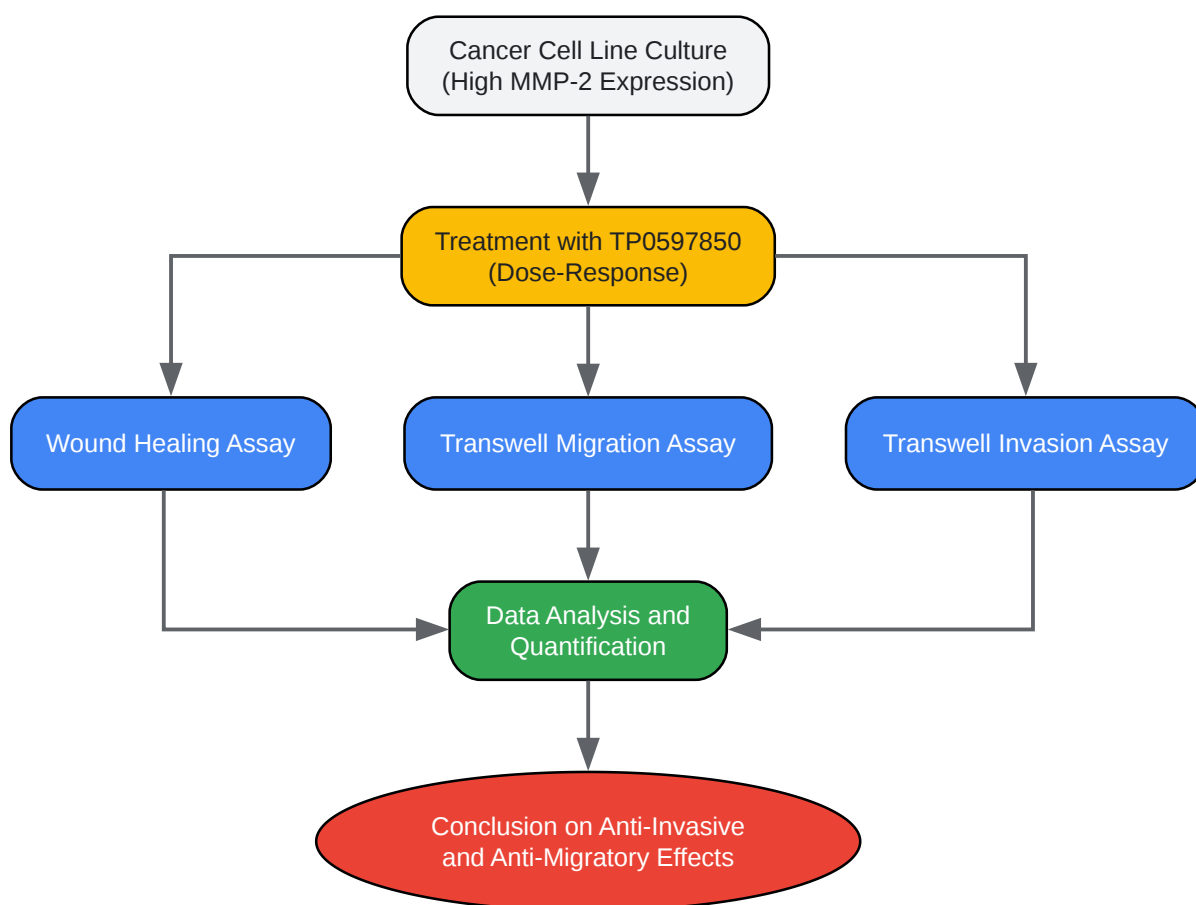 Cancer Cell Line Culture
(High MMP-2 Expression)
Treatment with TP0597850
(Dose-Response)
Wound Healing Assay
Transwell Migration Assay
Transwell Invasion Assay
Data Analysis and
Quantification
Conclusion on Anti-Invasive
and Anti-Migratory Effects